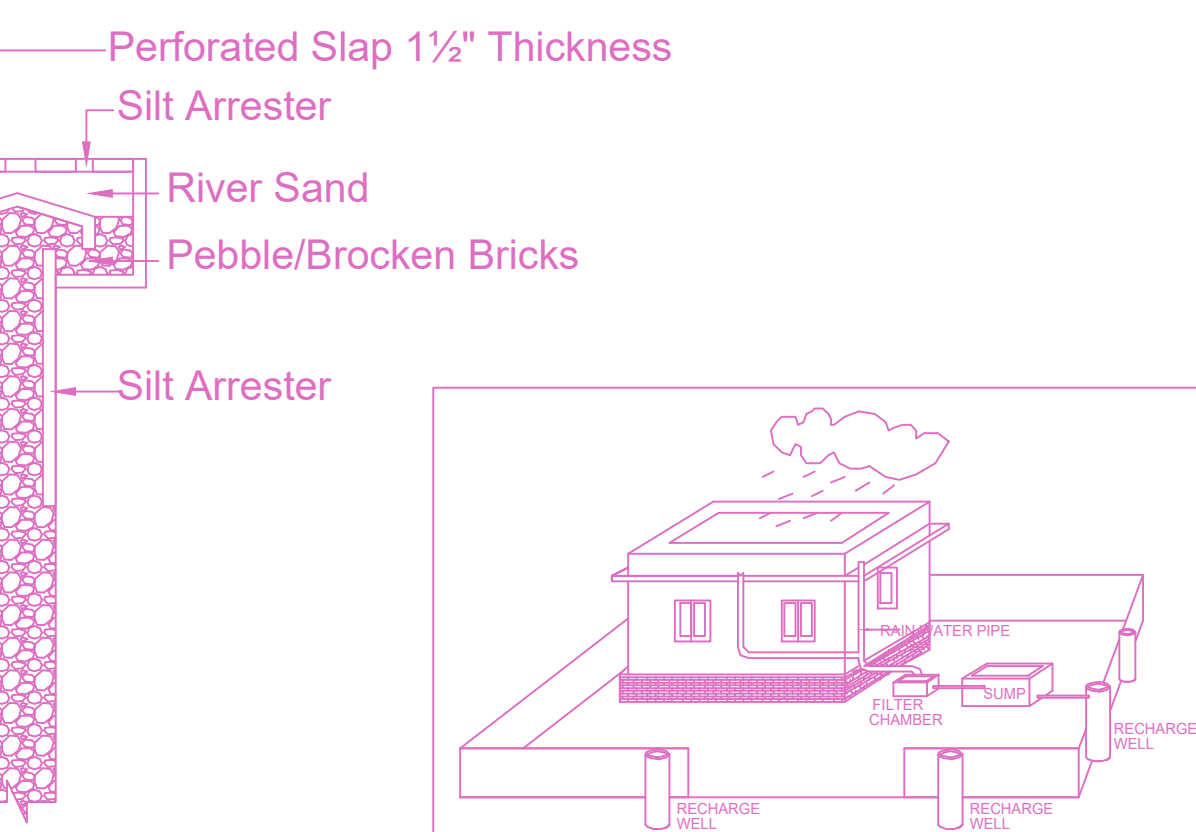 Perforated Slap 1½" Thickness
Silt Arrester
River Sand
Pebble/Brocken Bricks
Silt Arrester
RAIN WATER PIPE
SUMP
FILTER
CHAMBER
RECHARGE
WELL
RECHARGE
WELL
RECHARGE
WELL